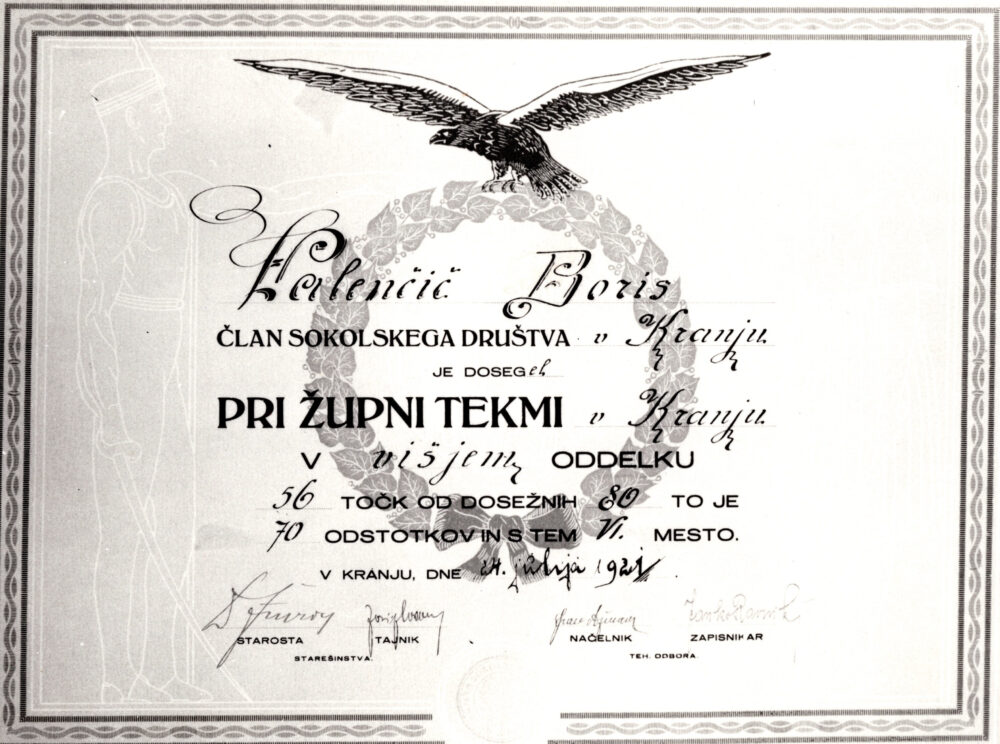 Valenčič Boris
ČLAN SOKOLSKEGA DRUŠTVA v Kranju.
JE DOSEGel
PRI ŽUPNI TEKMI v Kranju.
V višjem ODDELKU
56 TOČK OD DOSEŽNIH 80 TO JE
70 ODSTOTKOV IN S TEM VI. MESTO.
V KRANJU, DNE 24. julija 1921
STAROSTA TAJNIK NAČELNIK ZAPISNIKAR
STAREŠINSTVA. TEH. ODBORA.